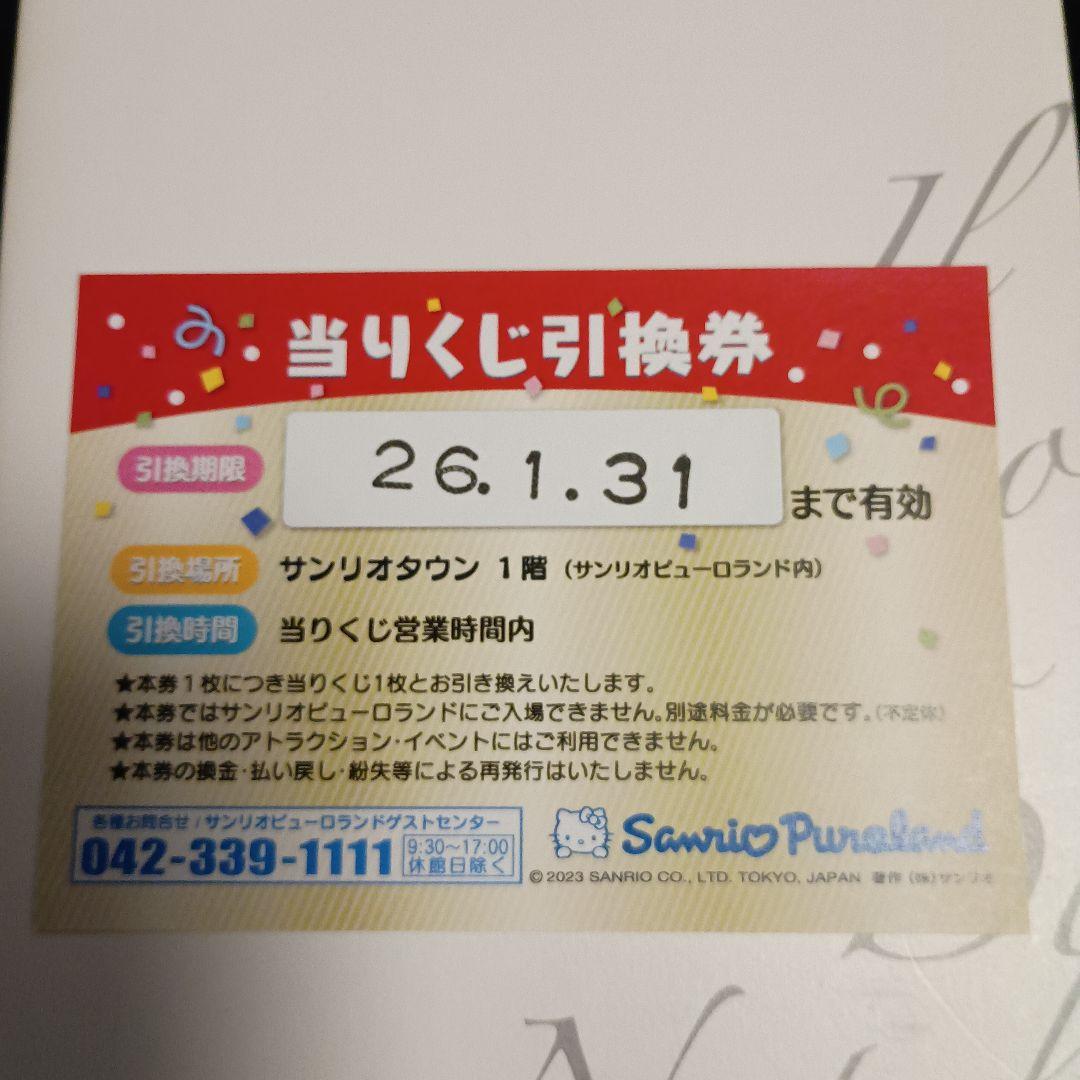 当りくじ引換券
引換期限 26.1.31 まで有効
引換場所 サンリオタウン 1階（サンリオピューロランド内）
引換時間 当りくじ営業時間内
★本券1枚につき当りくじ1枚とお引き換えいたします。
★本券ではサンリオピューロランドにご入場できません。別途料金が必要です。（不定休）
★本券は他のアトラクション・イベントにはご利用できません。
★本券の換金・払い戻し・紛失等による再発行はいたしません。
各種お問合せ / サンリオピューロランドゲストセンター
042-339-1111 9:30〜17:00 休館日除く
Sanrio Puroland
©2023 SANRIO CO., LTD. TOKYO, JAPAN 著作（株）サンリオ